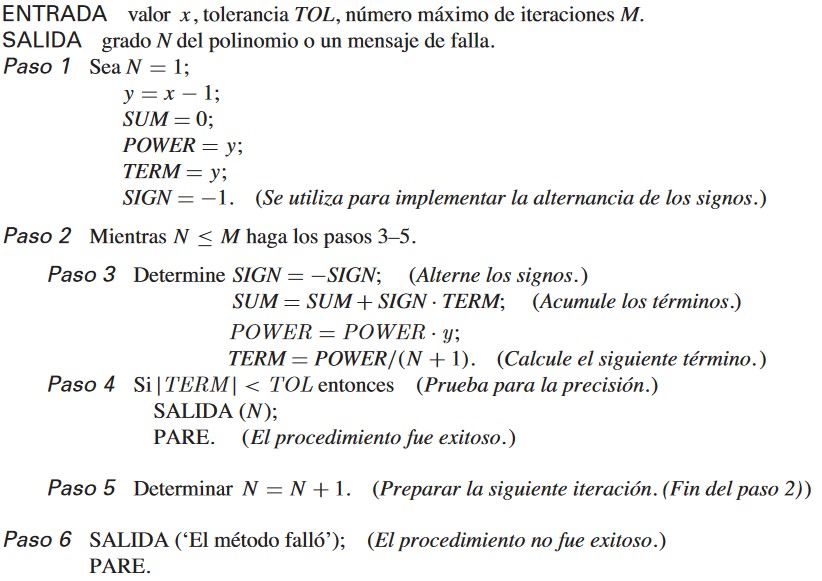 ENTRADA valor x, tolerancia TOL, número máximo de iteraciones M.
SALIDA grado N del polinomio o un mensaje de falla.
Paso 1 Sea N = 1;
y = x − 1;
SUM = 0;
POWER = y;
TERM = y;
SIGN = −1. (Se utiliza para implementar la alternancia de los signos.)
Paso 2 Mientras N ≤ M haga los pasos 3–5.
Paso 3 Determine SIGN = −SIGN; (Alterne los signos.)
SUM = SUM + SIGN · TERM; (Acumule los términos.)
POWER = POWER · y;
TERM = POWER/(N + 1). (Calcule el siguiente término.)
Paso 4 Si |TERM| < TOL entonces (Prueba para la precisión.)
SALIDA (N);
PARE. (El procedimiento fue exitoso.)
Paso 5 Determinar N = N + 1. (Preparar la siguiente iteración. (Fin del paso 2))
Paso 6 SALIDA (‘El método falló’); (El procedimiento no fue exitoso.)
PARE.